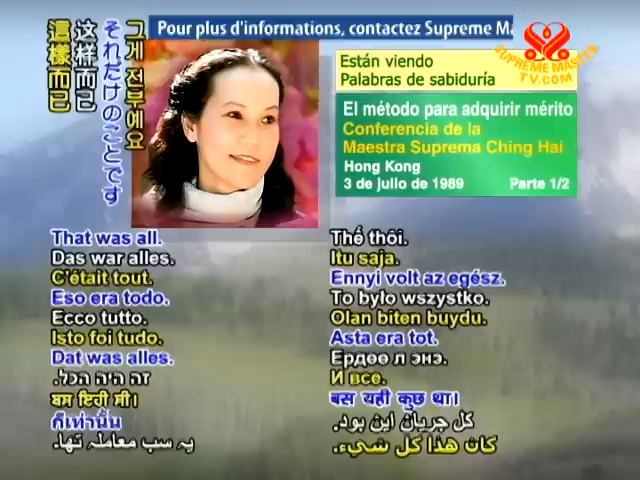 Pour plus d'informations, contactez Supreme Ma
SUPREME MASTER
TV.COM
這樣而已
这样而已
それだけのことです
그게 전부예요
Están viendo
Palabras de sabiduría
El método para adquirir mérito
Conferencia de la
Maestra Suprema Ching Hai
Hong Kong
3 de julio de 1989 Parte 1/2
That was all.
Das war alles.
C'était tout.
Eso era todo.
Ecco tutto.
Isto foi tudo.
Dat was alles.
זה היה הכל.
ਬਸ ਇਹੀ ਸੀ।
ก็เท่านั้น
یہ سب معاملہ تھا۔
Thế thôi.
Itu saja.
Ennyi volt az egész.
To bylo wszystko.
Olan biten buydu.
Asta era tot.
Ердөө л энэ.
И все.
बस यही कुछ था।
کل جریان این بود.
كان هذا كل شيء.